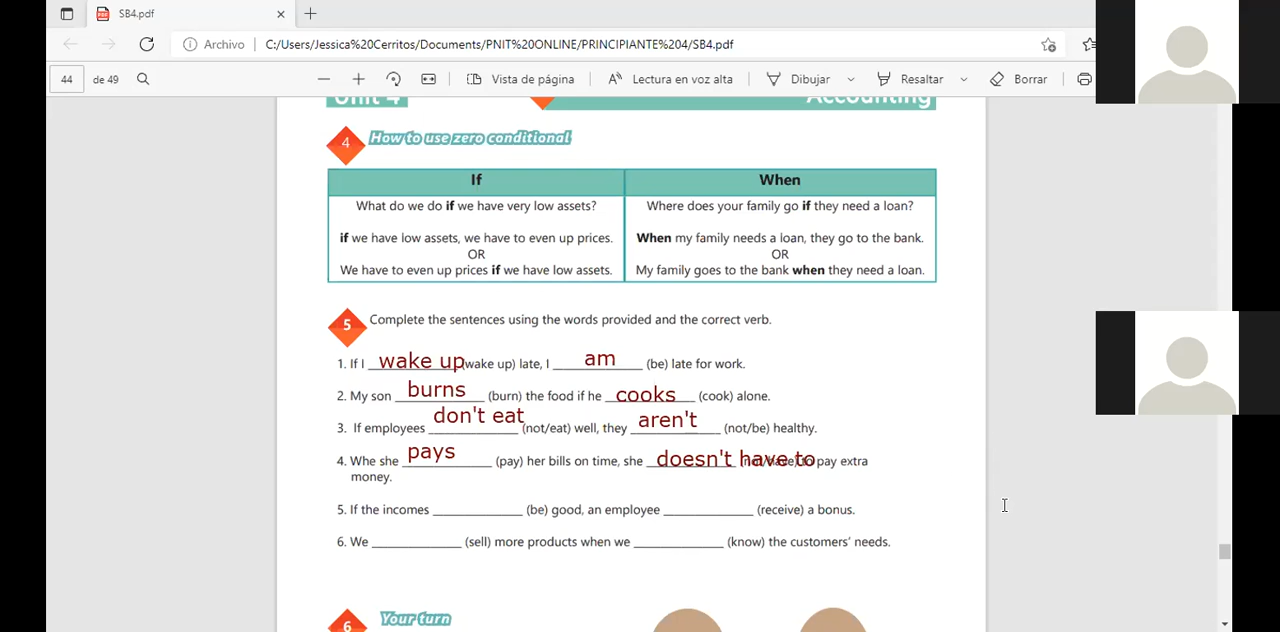 SB4.pdf
Archivo C:/Users/Jessica%20Cerritos/Documents/PNIT%20ONLINE/PRINCIPIANTE%204/SB4.pdf
44 de 49 Vista de página Lectura en voz alta Dibujar Resaltar Borrar
Unit 4 Accounting
4 How to use zero conditional
If When
What do we do if we have very low assets? Where does your family go if they need a loan?
if we have low assets, we have to even up prices. When my family needs a loan, they go to the bank.
OR OR
We have to even up prices if we have low assets. My family goes to the bank when they need a loan.
5 Complete the sentences using the words provided and the correct verb.
1. If I wake up (wake up) late, I am (be) late for work.
2. My son burns (burn) the food if he cooks (cook) alone.
3. If employees don't eat (not/eat) well, they aren't (not/be) healthy.
4. Whe she pays (pay) her bills on time, she doesn't have to (not/have) to pay extra
money.
5. If the incomes ____________ (be) good, an employee ____________ (receive) a bonus.
6. We ____________ (sell) more products when we ____________ (know) the customers' needs.
6 Your turn